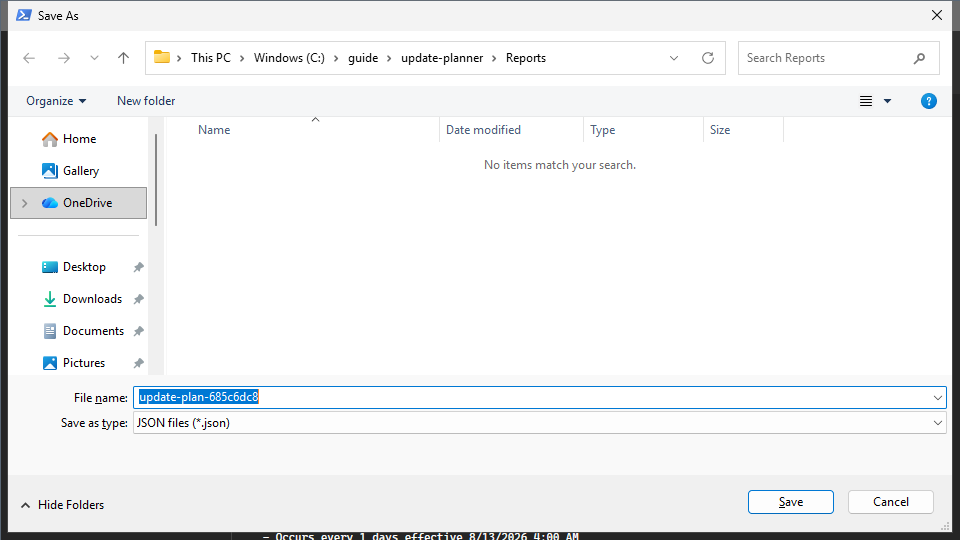 Save As
This PC > Windows (C:) > guide > update-planner > Reports
Search Reports
Organize
New folder
?
Name
Date modified
Type
Size
No items match your search.
Home
Gallery
OneDrive
Desktop
Downloads
Documents
Pictures
File name: update-plan-685c6dc8
Save as type: JSON files (*.json)
Hide Folders
Save
Cancel
- Occurs every 1 days effective 8/13/2026 4:00 AM